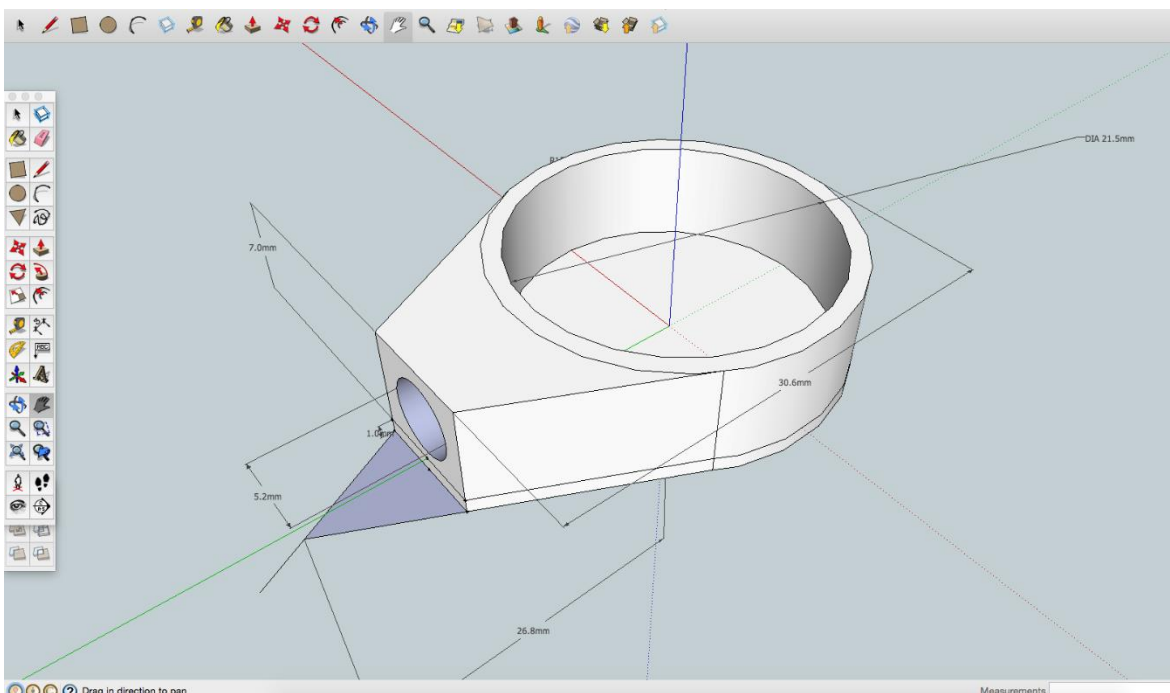 DIA 21.5mm
7.0mm
30.6mm
5.2mm
26.8mm
Drag in direction to pan
Measurements